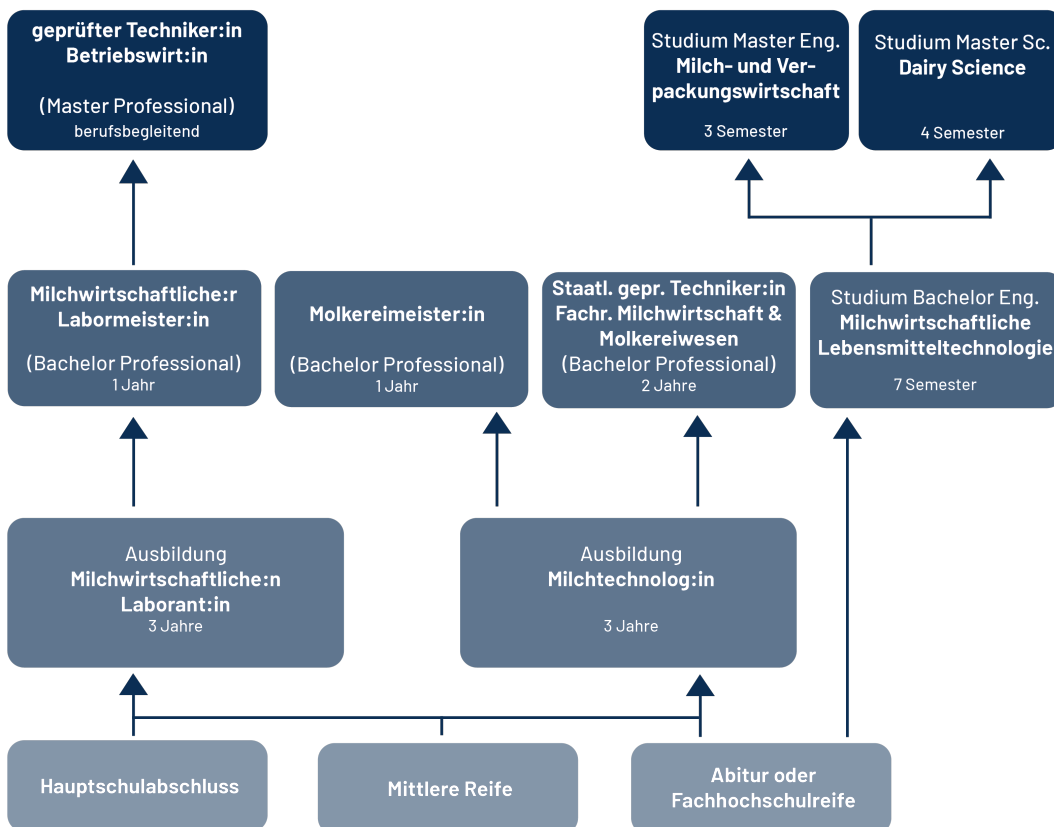 geprüfter Techniker:in
Betriebswirt:in
(Master Professional)
berufsbegleitend
Studium Master Eng.
Milch- und Ver-
packungswirtschaft
3 Semester
Studium Master Sc.
Dairy Science
4 Semester
Milchwirtschaftliche:r
Labormeister:in
(Bachelor Professional)
1 Jahr
Molkereimeister:in
(Bachelor Professional)
1 Jahr
Staatl. gepr. Techniker:in
Fachr. Milchwirtschaft &
Molkereiwesen
(Bachelor Professional)
2 Jahre
Studium Bachelor Eng.
Milchwirtschaftliche
Lebensmitteltechnologie
7 Semester
Ausbildung
Milchwirtschaftliche:n
Laborant:in
3 Jahre
Ausbildung
Milchtechnolog:in
3 Jahre
Hauptschulabschluss
Mittlere Reife
Abitur oder
Fachhochschulreife